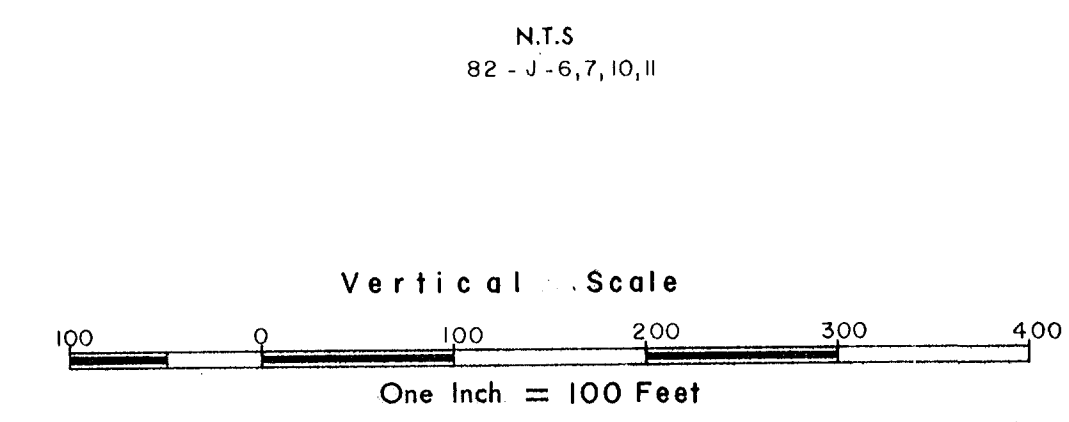 N.T.S
82 - J - 6, 7, 10, 11
Vertical Scale
100 0 100 200 300 400
One Inch = 100 Feet